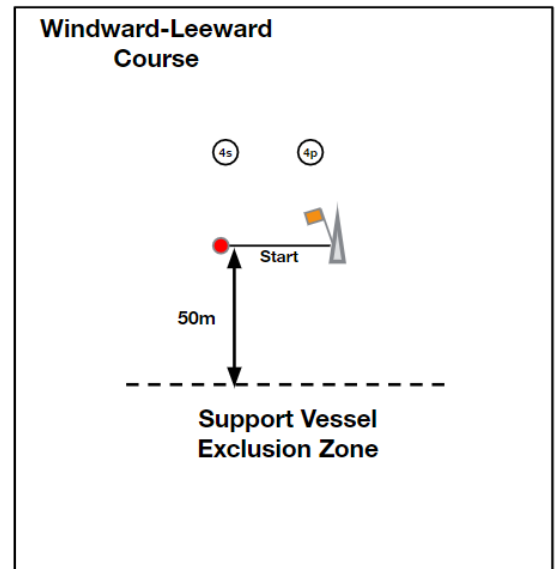 Windward-Leeward
Course
4s
4p
Start
50m
Support Vessel
Exclusion Zone